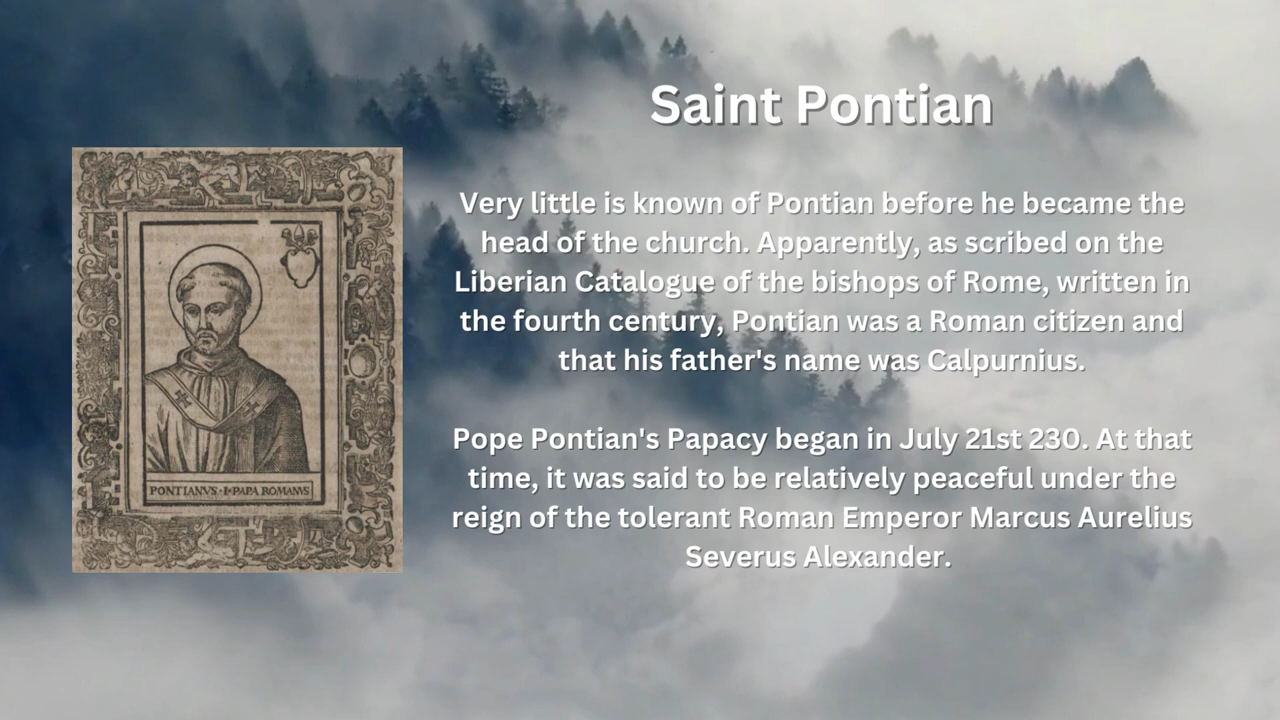 Saint Pontian
Very little is known of Pontian before he became the
head of the church. Apparently, as scribed on the
Liberian Catalogue of the bishops of Rome, written in
the fourth century, Pontian was a Roman citizen and
that his father's name was Calpurnius.
Pope Pontian's Papacy began in July 21st 230. At that
time, it was said to be relatively peaceful under the
reign of the tolerant Roman Emperor Marcus Aurelius
Severus Alexander.
PONTIANVS·I·PAPA ROMANVS